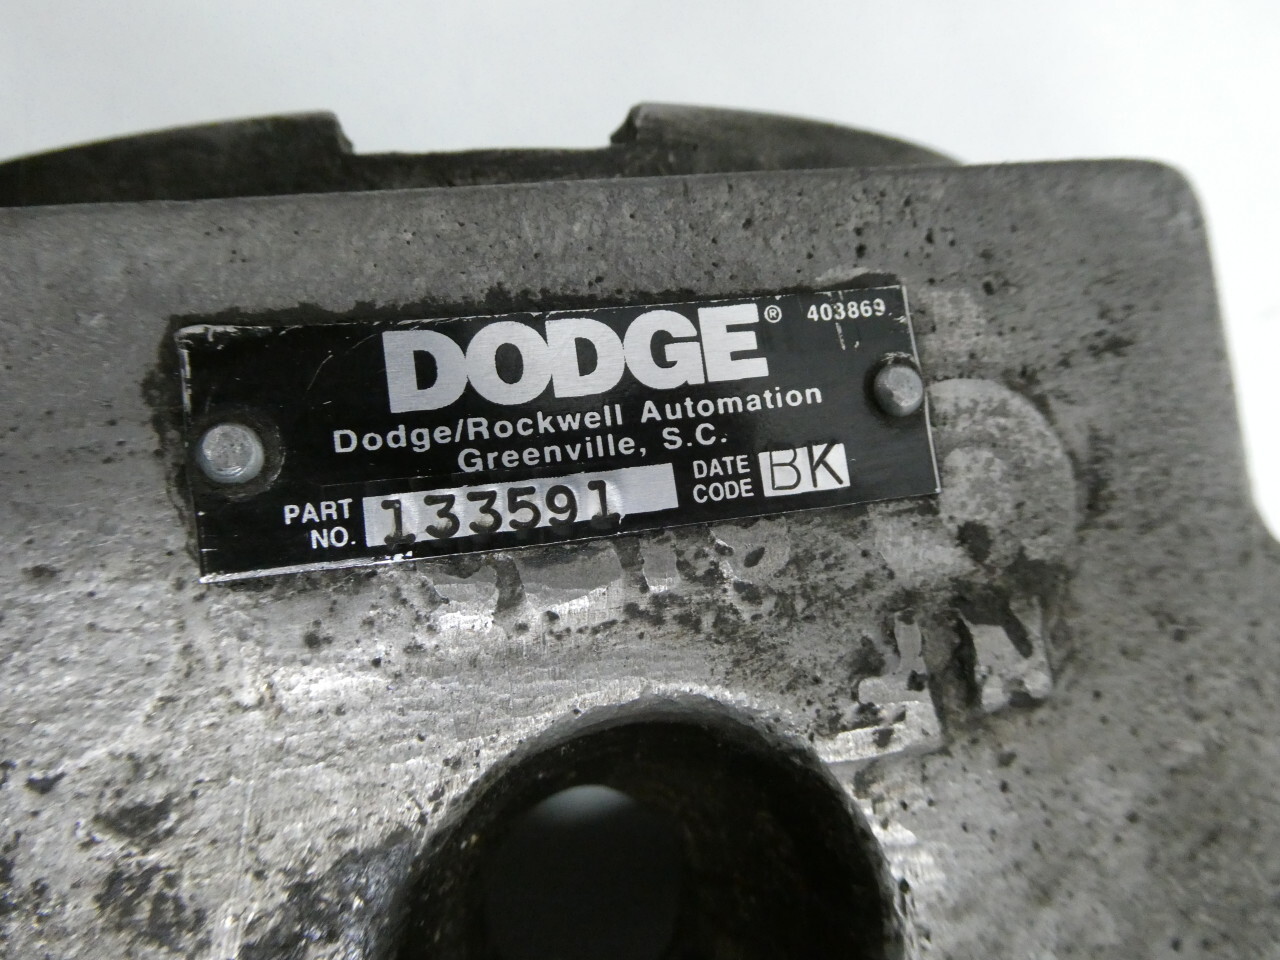 DODGE® 403869
Dodge/Rockwell Automation
Greenville, S.C.
PART NO. 133591 DATE CODE BK